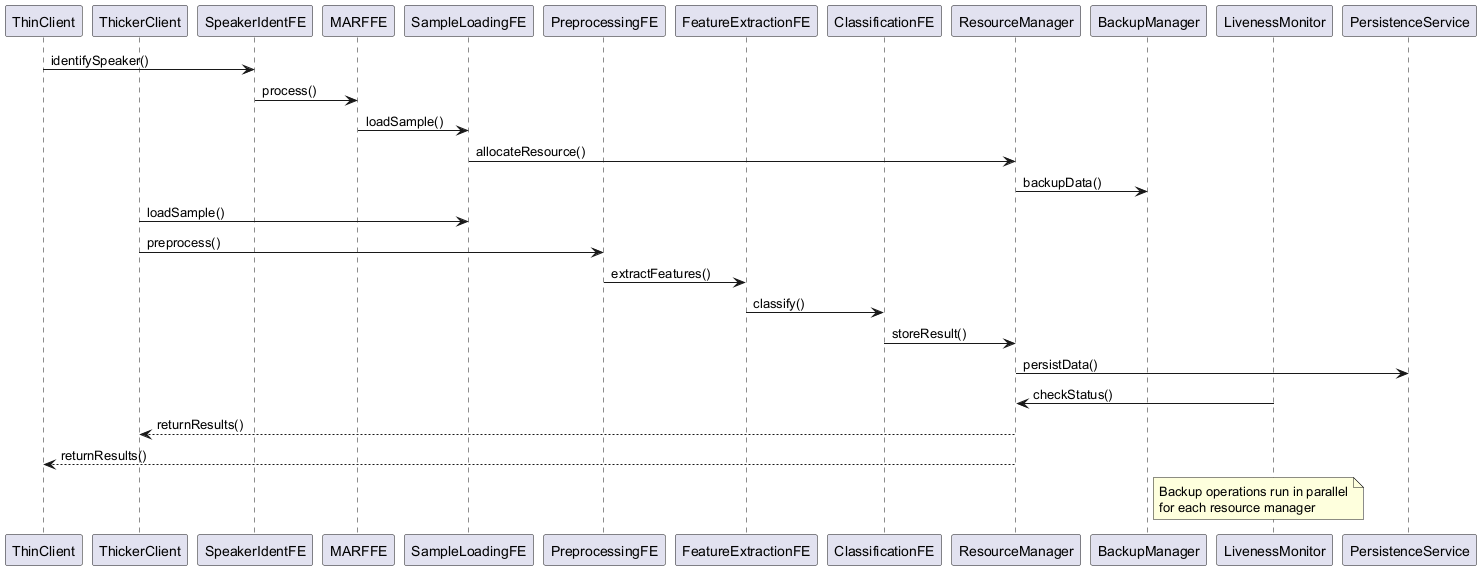 ThinClient
ThickerClient
SpeakerIdentFE
MARFFE
SampleLoadingFE
PreprocessingFE
FeatureExtractionFE
ClassificationFE
ResourceManager
BackupManager
LivenessMonitor
PersistenceService
identifySpeaker()
process()
loadSample()
allocateResource()
backupData()
loadSample()
preprocess()
extractFeatures()
classify()
storeResult()
persistData()
checkStatus()
returnResults()
returnResults()
Backup operations run in parallel
for each resource manager
ThinClient
ThickerClient
SpeakerIdentFE
MARFFE
SampleLoadingFE
PreprocessingFE
FeatureExtractionFE
ClassificationFE
ResourceManager
BackupManager
LivenessMonitor
PersistenceService